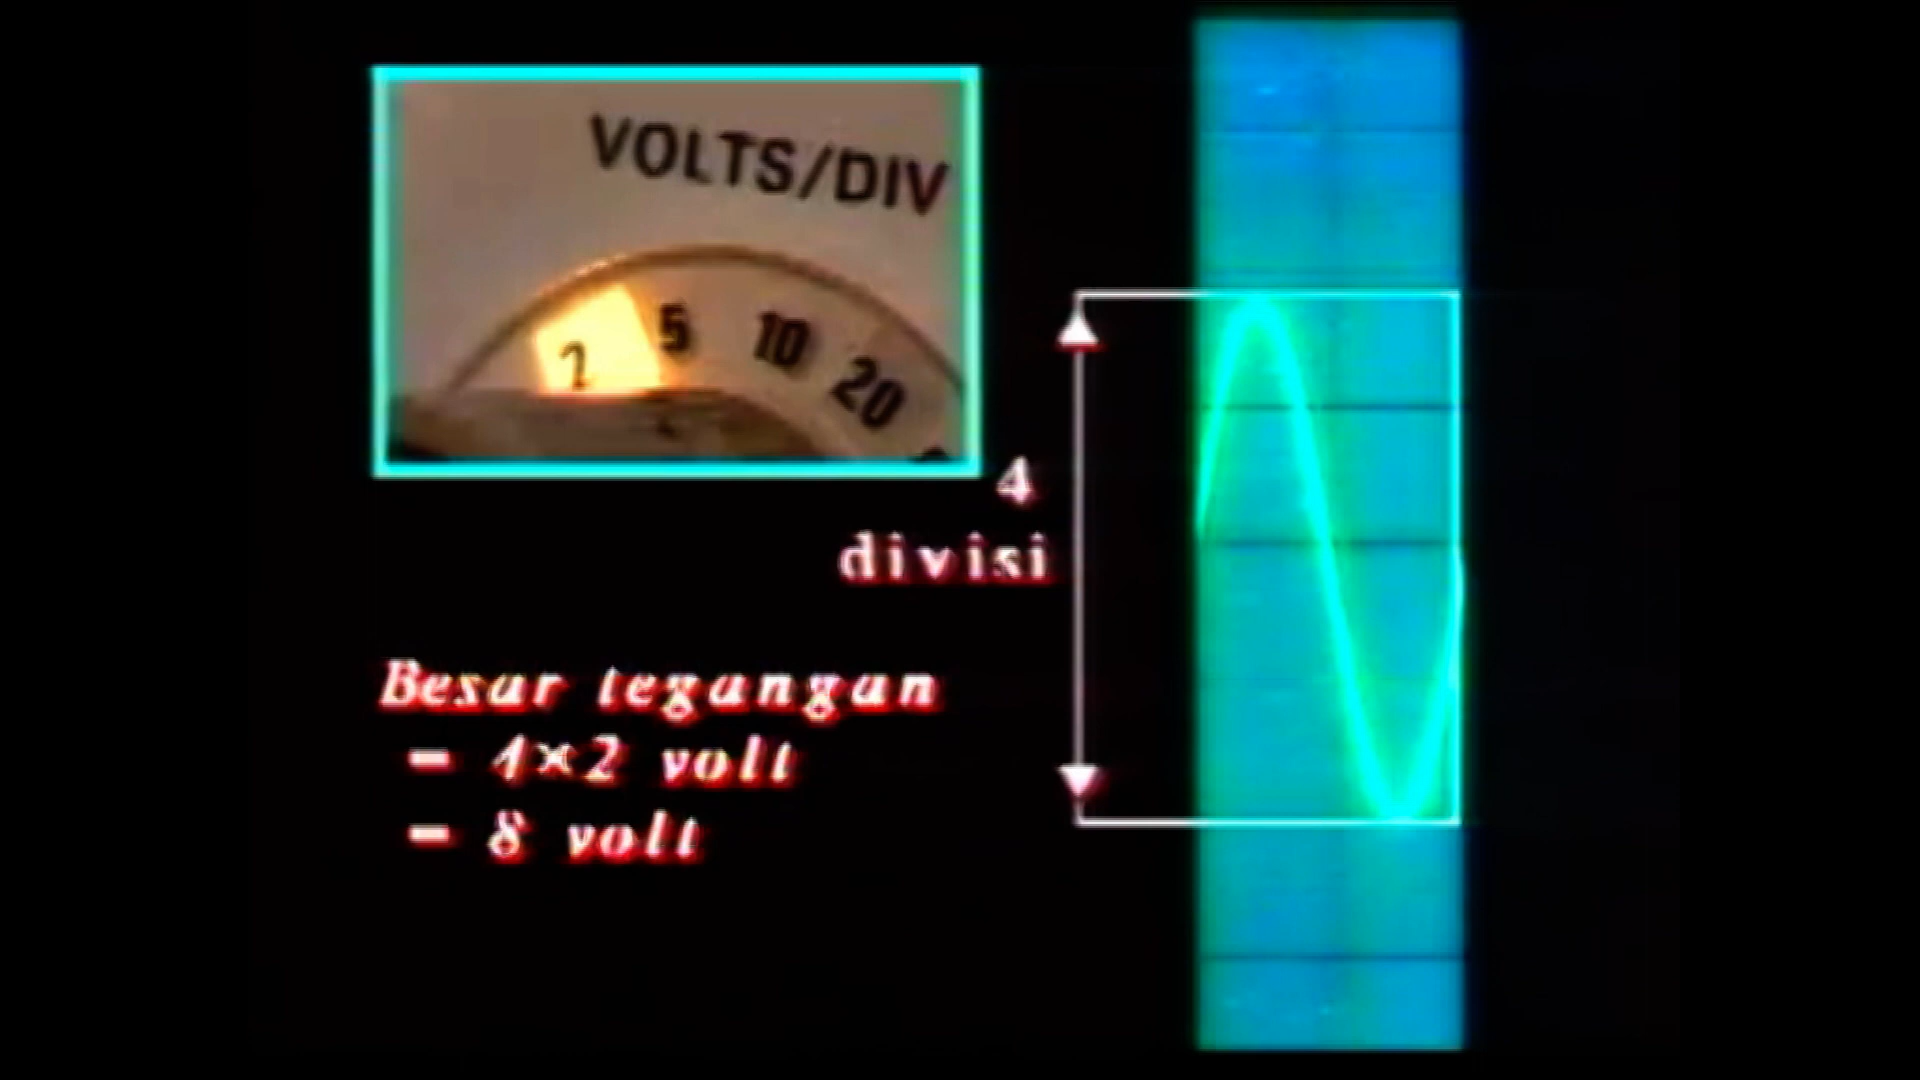 VOLTS/DIV
2 5 10 20
4
divisi
Besar tegangan
= 4×2 volt
= 8 volt